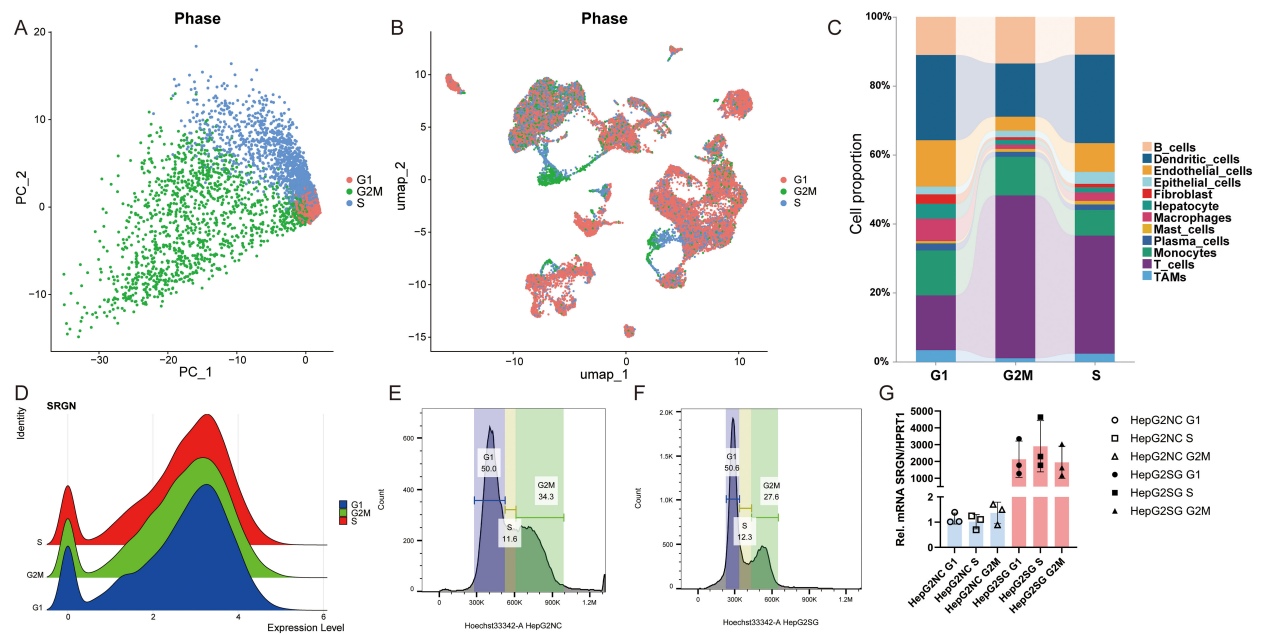 A
Phase
20
10
0
−10
PC_2
−30
−20
−10
0
PC_1
G1
G2M
S
B
Phase
10
5
0
−5
−10
−15
umap_2
−10
0
10
umap_1
G1
G2M
S
C
100%
80%
60%
40%
20%
0%
Cell proportion
G1
G2M
S
B_cells
Dendritic_cells
Endothelial_cells
Epithelial_cells
Fibroblast
Hepatocyte
Macrophages
Mast_cells
Plasma_cells
Monocytes
T_cells
TAMs
D
SRGN
Identity
S
G2M
G1
0
2
4
6
Expression Level
G1
G2M
S
E
600
400
200
0
Count
G1
50.0
S
11.6
G2M
34.3
0
300K
600K
900K
1.2M
Hoechst33342-A HepG2NC
F
2.0K
1.5K
1.0K
0.5K
0
Count
G1
50.6
S
12.3
G2M
27.6
0
300K
600K
900K
1.2M
Hoechst33342-A HepG2SG
G
Rel. mRNA SRGN/HPRT1
5000
4000
3000
2000
1000
2
1
0
HepG2NC G1
HepG2NC S
HepG2NC G2M
HepG2SG G1
HepG2SG S
HepG2SG G2M
HepG2NC G1
HepG2NC S
HepG2NC G2M
HepG2SG G1
HepG2SG S
HepG2SG G2M